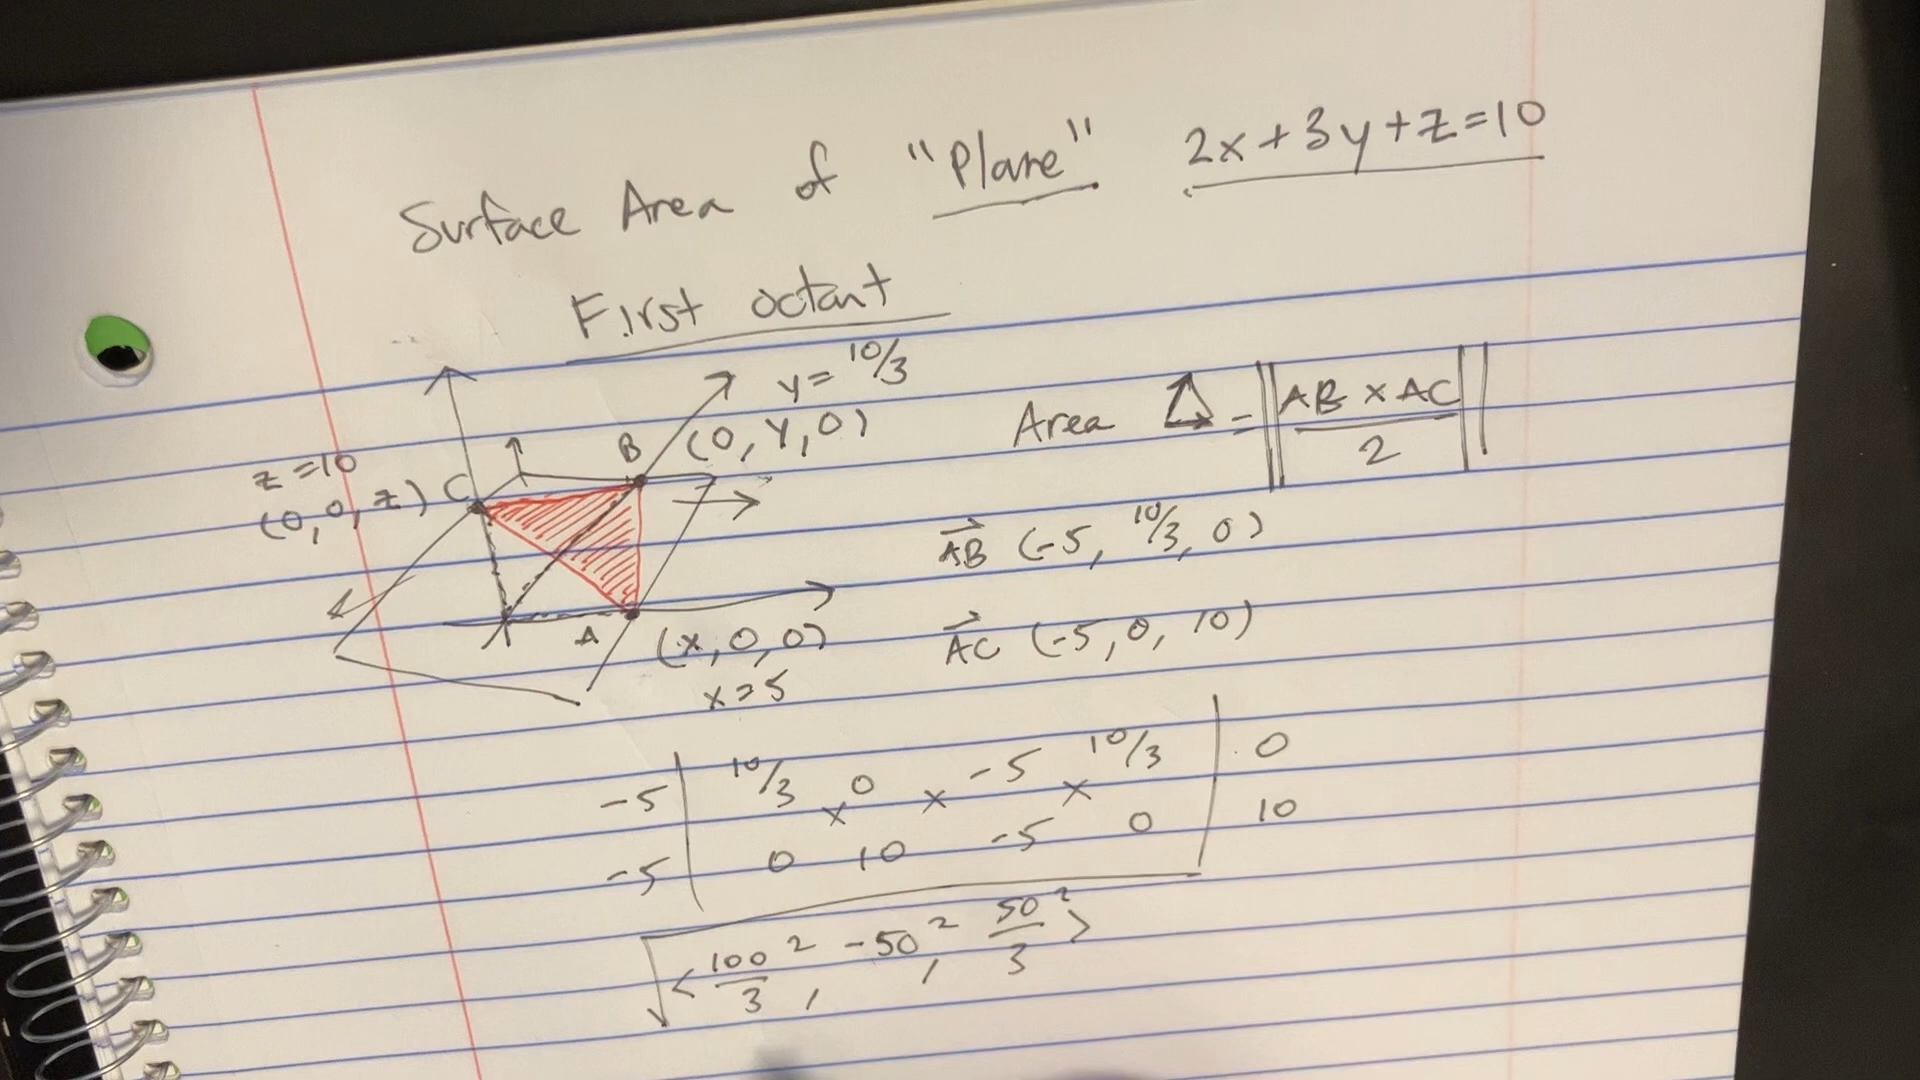 Surface Area of "Plane" 2x+3y+z=10
First octant
y=10/3
B (0,Y,0)
z=10
(0,0,z) C
A (x,0,0)
x=5
Area Δ = ||AB X AC / 2||
AB (-5, 10/3, 0)
AC (-5, 0, 10)
-5 | 10/3 0 -5 10/3 | 0
x x x
-5 | 0 10 -5 0 | 10
√<100/3 ², -50², 50/3 ²>